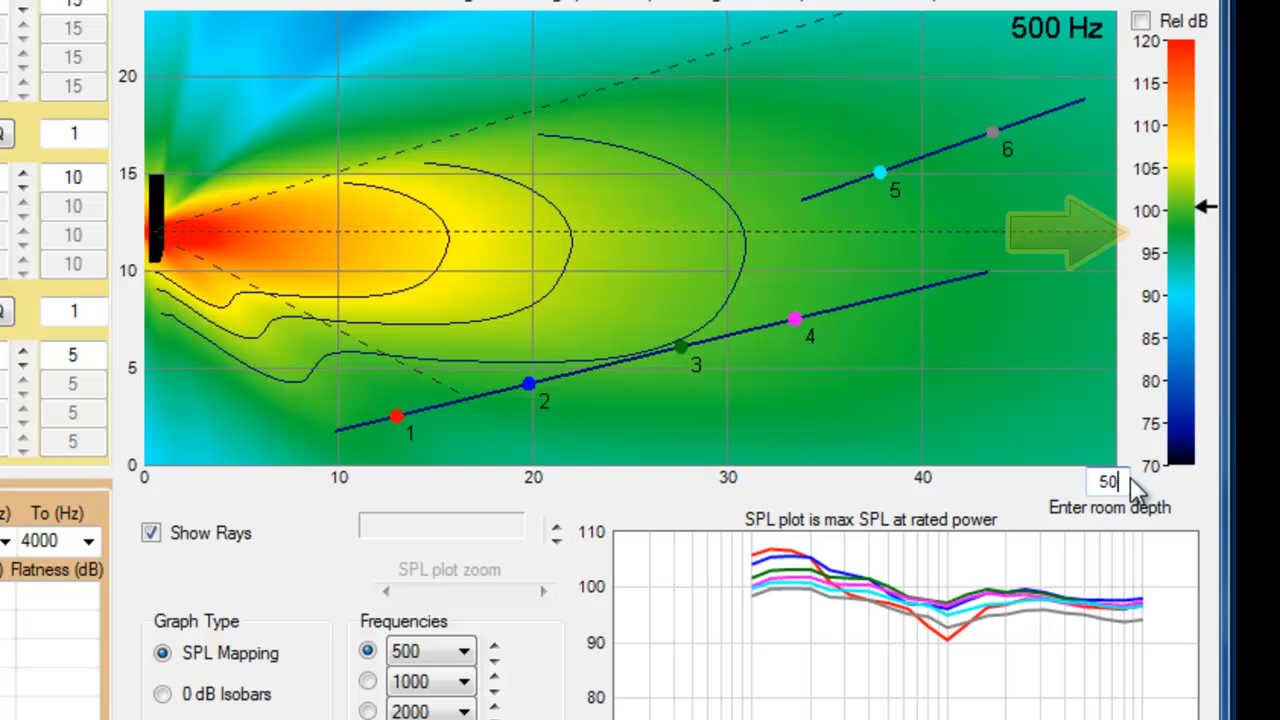 15
15
15
15
Q 1
10
10
10
10
Q 1
5
5
5
5
z) To (Hz)
4000
) Flatness (dB)
500 Hz
20
15
10
5
0
0 10 20 30 40
50
Enter room depth
1
2
3
4
5
6
Rel dB
120
115
110
105
100
95
90
85
80
75
70
Show Rays
SPL plot zoom
Graph Type
SPL Mapping
0 dB Isobars
Frequencies
500
1000
2000
SPL plot is max SPL at rated power
110
100
90
80